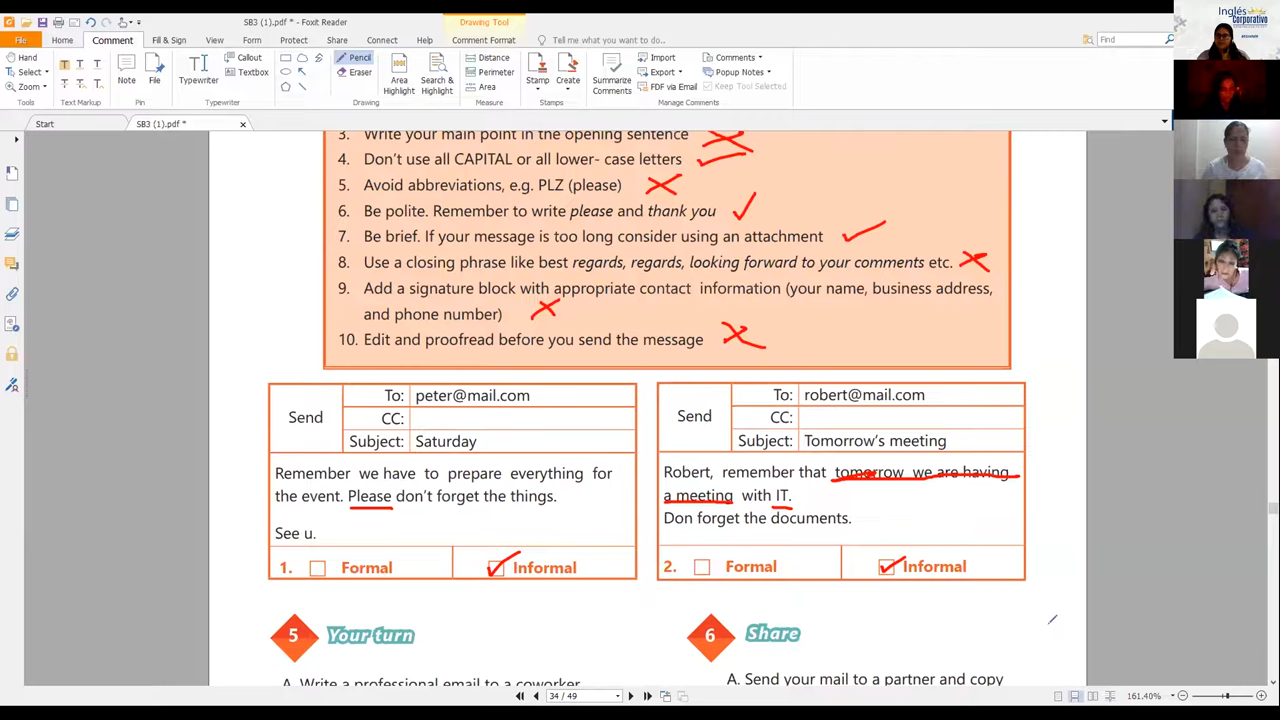 SB3 (1).pdf * - Foxit Reader
Drawing Tool
Inglés
Corporativo
File
Home
Comment
Fill & Sign
View
Form
Protect
Share
Connect
Help
Comment Format
Tell me what you want to do...
Find
Hand
Select
Zoom
Tools
Text Markup
Note
File
Pin
Typewriter
Callout
Textbox
Typewriter
Pencil
Eraser
Drawing
Area
Highlight
Search &
Highlight
Distance
Perimeter
Area
Measure
Stamp
Create
Stamps
Summarize
Comments
Import
Export
FDF via Email
Comments
Popup Notes
Keep Tool Selected
Manage Comments
Start
SB3 (1).pdf *
3. Write your main point in the opening sentence
4. Don't use all CAPITAL or all lower- case letters
5. Avoid abbreviations, e.g. PLZ (please)
6. Be polite. Remember to write please and thank you
7. Be brief. If your message is too long consider using an attachment
8. Use a closing phrase like best regards, regards, looking forward to your comments etc.
9. Add a signature block with appropriate contact information (your name, business address,
and phone number)
10. Edit and proofread before you send the message
Send
To: peter@mail.com
CC:
Subject: Saturday
Remember we have to prepare everything for
the event. Please don't forget the things.
See u.
1. Formal Informal
Send
To: robert@mail.com
CC:
Subject: Tomorrow's meeting
Robert, remember that tomorrow we are having
a meeting with IT.
Don forget the documents.
2. Formal Informal
5 Your turn
6 Share
A. Write a professional email to a coworker
A. Send your mail to a partner and copy
34 / 49
161.40%